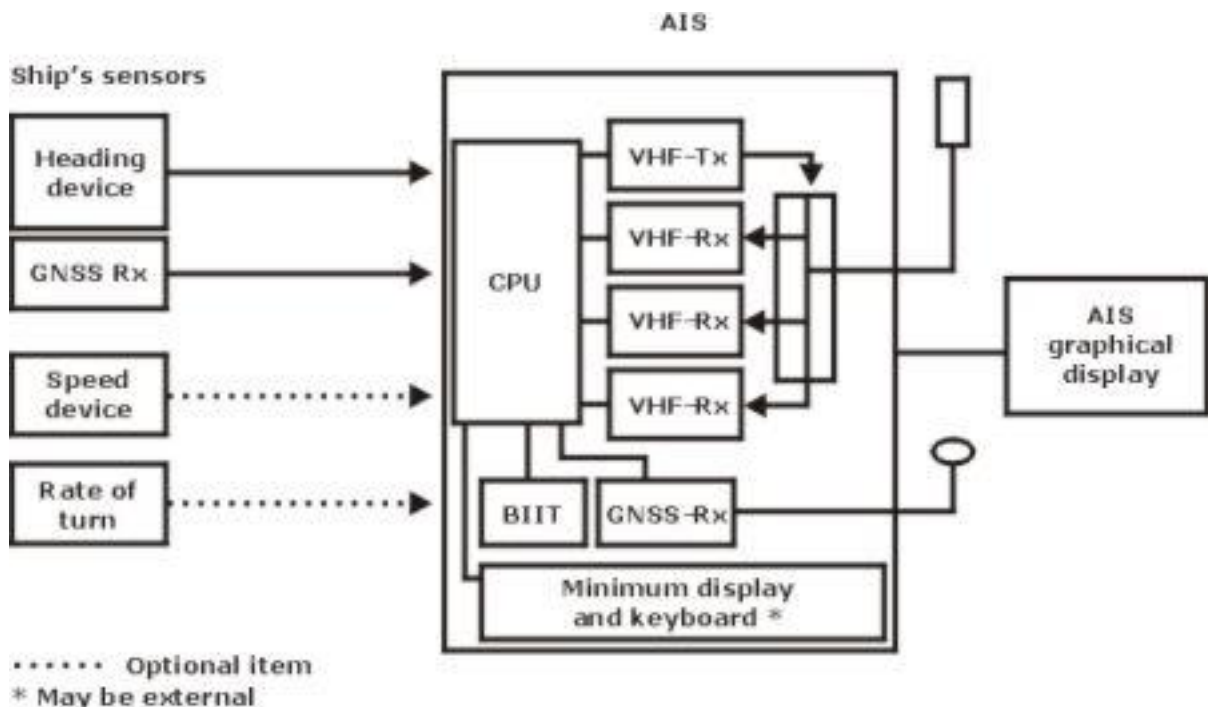 AIS
Ship's sensors
Heading
device
GNSS Rx
Speed
device
Rate of
turn
CPU
VHF-Tx
VHF-Rx
VHF-Rx
VHF-Rx
BIIT
GNSS-Rx
Minimum display
and keyboard *
AIS
graphical
display
...... Optional item
* May be external